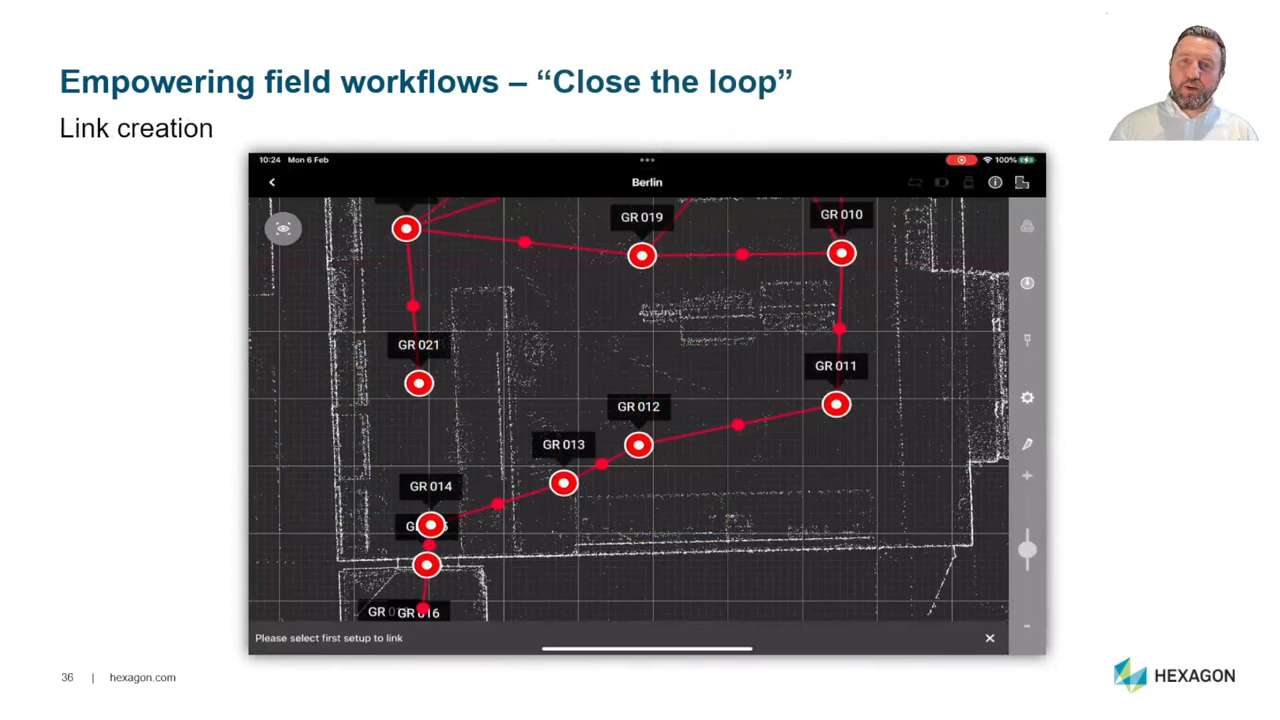 Empowering field workflows – “Close the loop”
Link creation
10:24 Mon 6 Feb
100%
Berlin
GR 019
GR 010
GR 021
GR 011
GR 012
GR 013
GR 014
GR 016
Please select first setup to link
36 | hexagon.com
HEXAGON